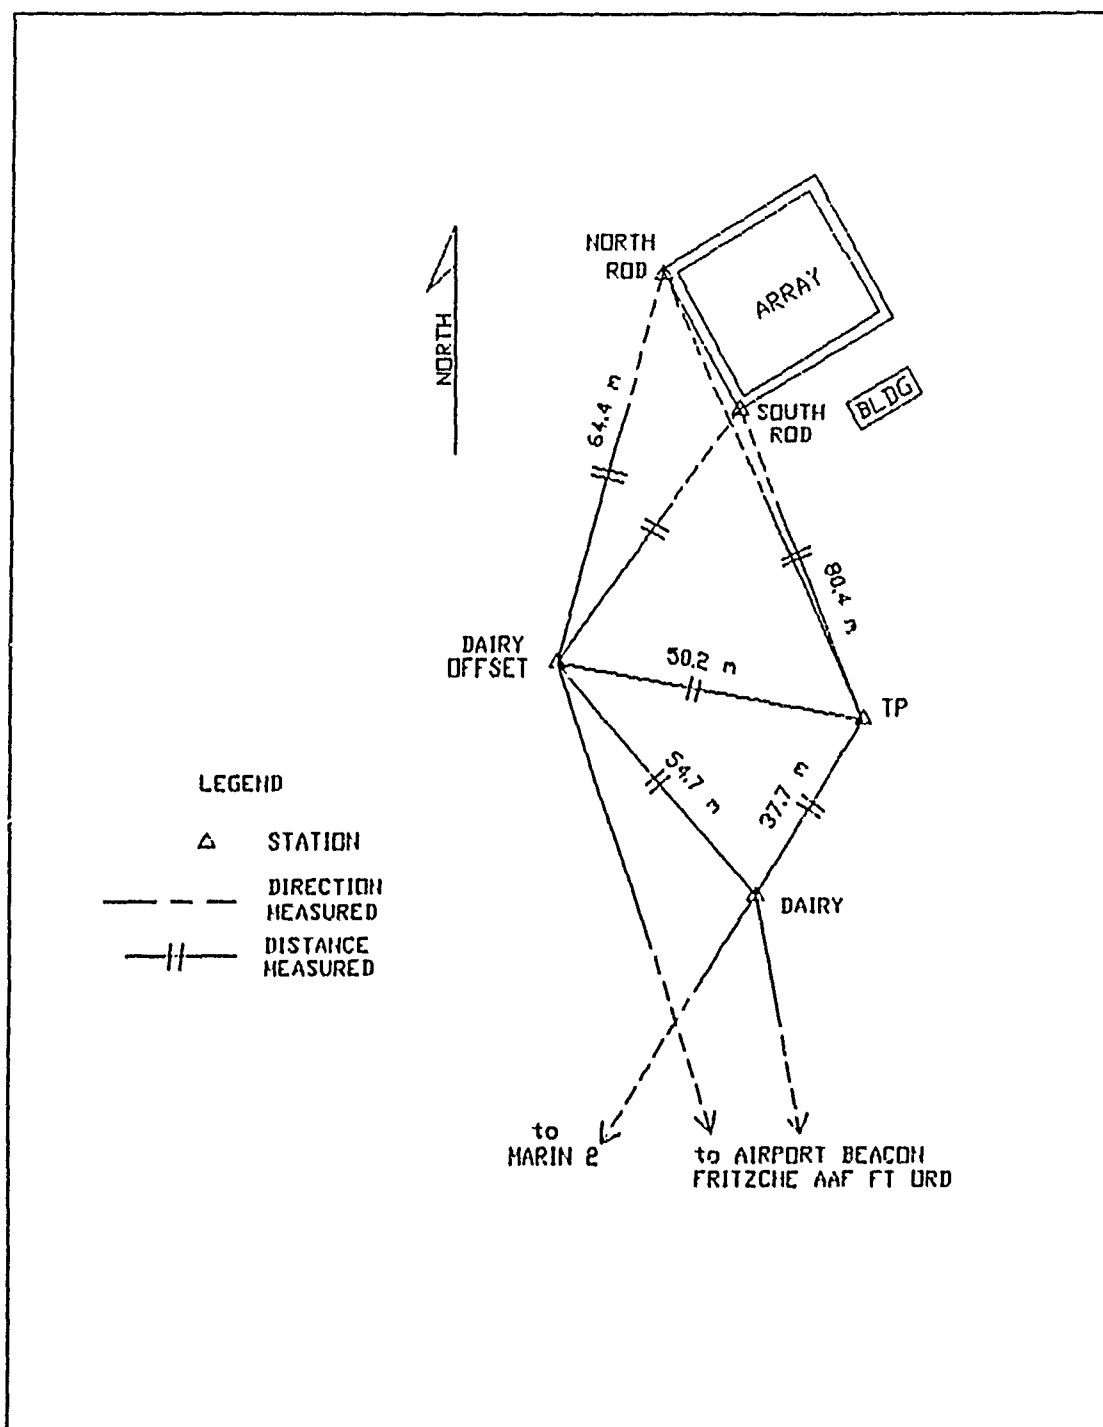 NORTH
ROD
ARRAY
NORTH
BLDG
SOUTH
ROD
64.4 m
80.4 m
DAIRY
OFFSET
50.2 m
TP
54.7 m
37.7 m
LEGEND
STATION
DIRECTION
MEASURED
DISTANCE
MEASURED
DAIRY
to
MARIN 2
to AIRPORT BEACON
FRITZCHE AAF FT ORD